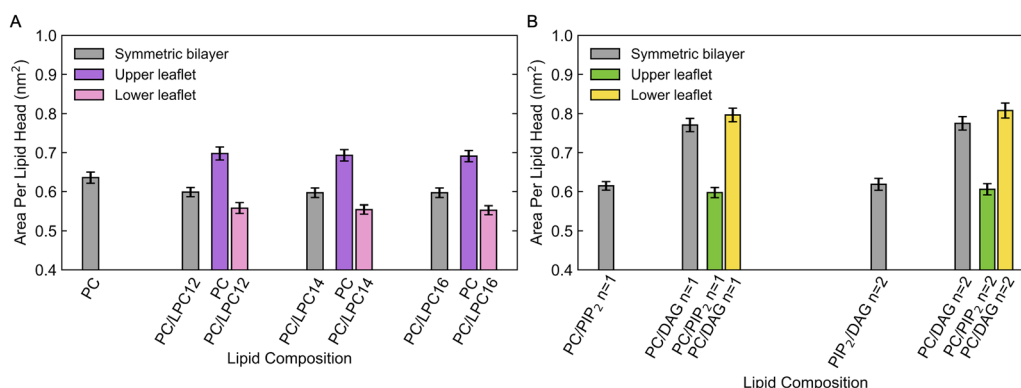 A
Area Per Lipid Head (nm²)
1.0
0.9
0.8
0.7
0.6
0.5
0.4
Symmetric bilayer
Upper leaflet
Lower leaflet
PC
PC/LPC12
PC
PC/LPC12
PC/LPC14
PC
PC/LPC14
PC/LPC16
PC
PC/LPC16
Lipid Composition
B
Area Per Lipid Head (nm²)
1.0
0.9
0.8
0.7
0.6
0.5
0.4
Symmetric bilayer
Upper leaflet
Lower leaflet
PC/PIP₂ n=1
PC/DAG n=1
PC/PIP₂ n=1
PC/DAG n=1
PIP₂/DAG n=2
PC/DAG n=2
PC/PIP₂ n=2
PC/DAG n=2
Lipid Composition